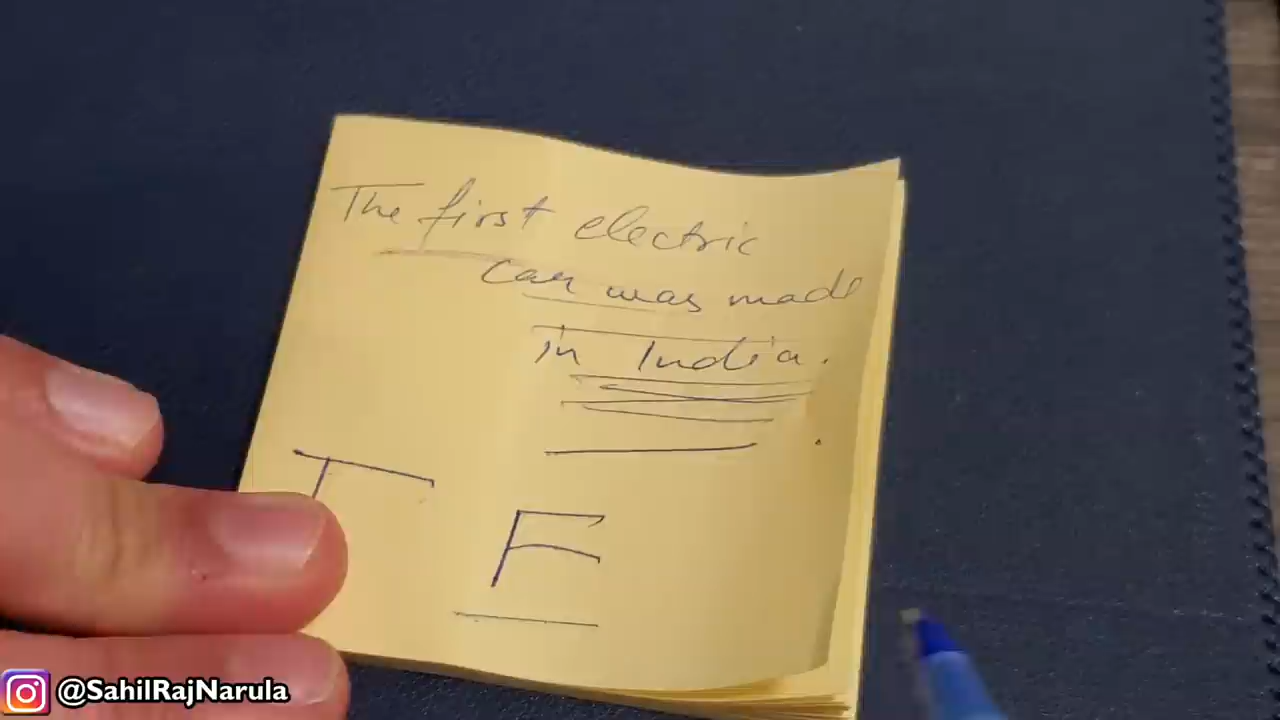 The first electric
car was made
in India.
T
F
@SahilRajNarula